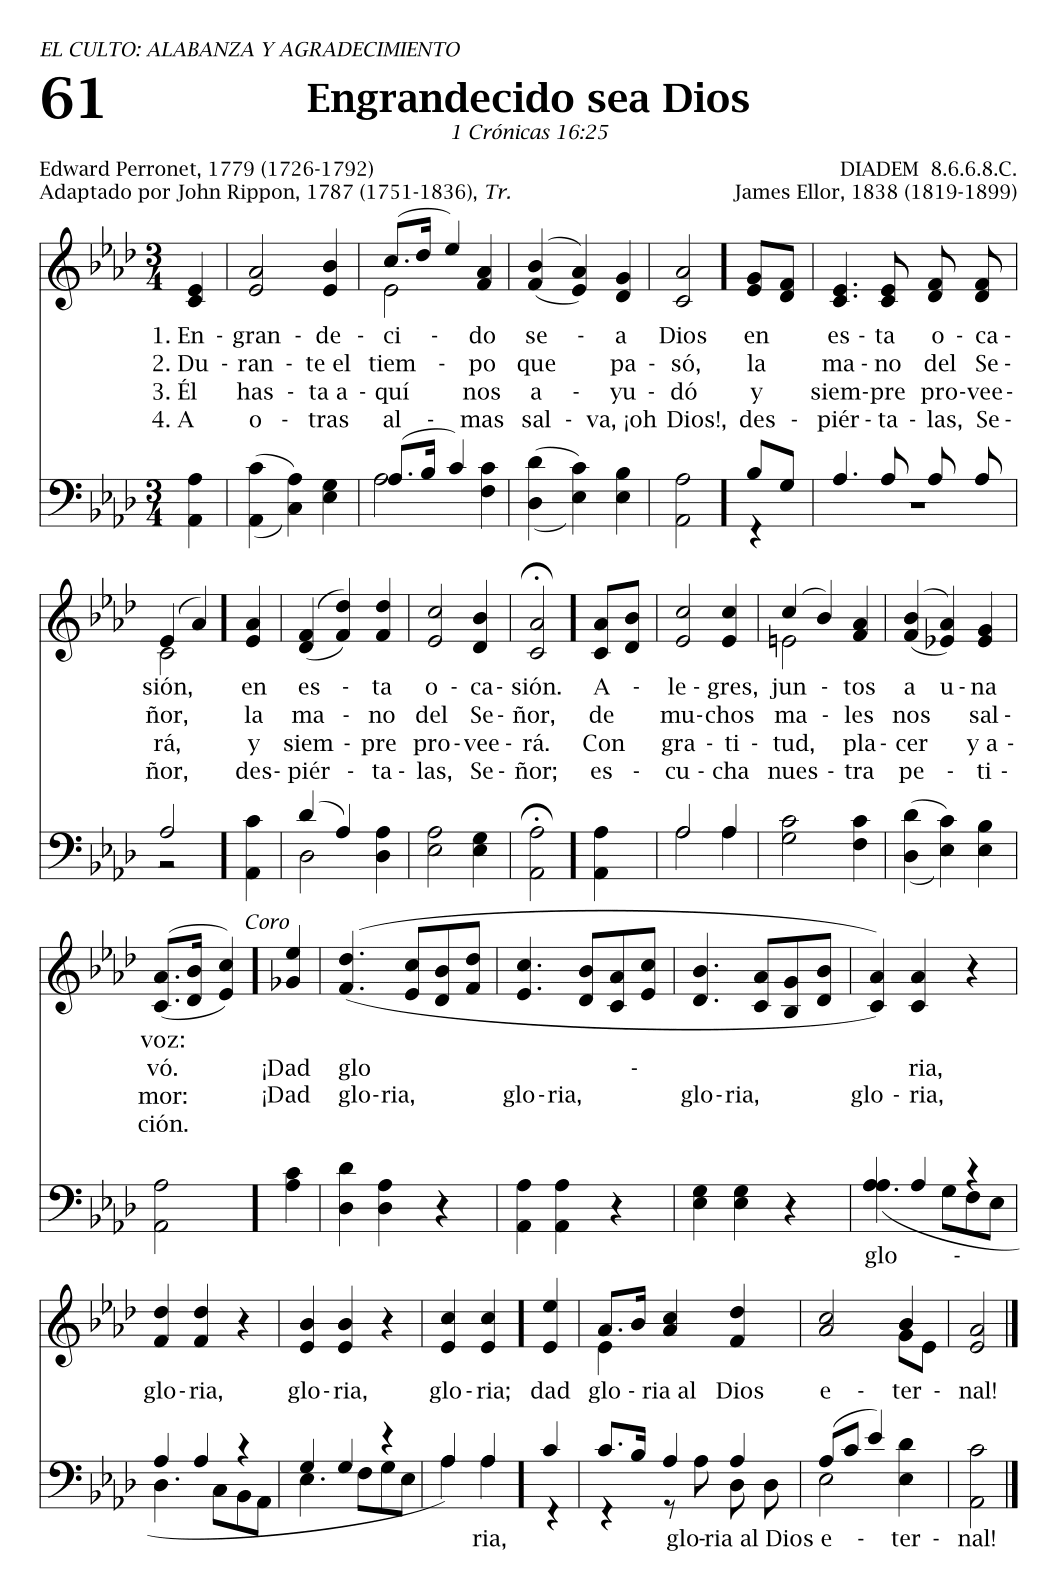 EL CULTO: ALABANZA Y AGRADECIMIENTO
61
Engrandecido sea Dios
1 Crónicas 16:25
Edward Perronet, 1779 (1726-1792)
DIADEM 8.6.6.8.C.
Adaptado por John Rippon, 1787 (1751-1836), Tr.
James Ellor, 1838 (1819-1899)
3
4
1. En - gran - de - ci - do se - a Dios en es - ta o - ca -
2. Du - ran - te el tiem - po que pa - só, la ma - no del Se -
3. Él has - ta a - quí nos a - yu - dó y siem - pre pro - vee -
4. A o - tras al - mas sal - va, ¡oh Dios!, des - piér - ta - las, Se -
3
4
sión, en es - ta o - ca - sión. A - le - gres, jun - tos a u - na
ñor, la ma - no del Se - ñor, de mu - chos ma - les nos sal -
rá, y siem - pre pro - vee - rá. Con gra - ti - tud, pla - cer y a -
ñor, des - piér - ta - las, Se - ñor; es - cu - cha nues - tra pe - ti -
Coro
voz:
vó. ¡Dad glo - ria,
mor: ¡Dad glo - ria, glo - ria, glo - ria, glo - ria,
ción.
glo -
glo - ria, glo - ria, glo - ria; dad glo - ria al Dios e - ter - nal!
ria, glo - ria al Dios e - ter - nal!